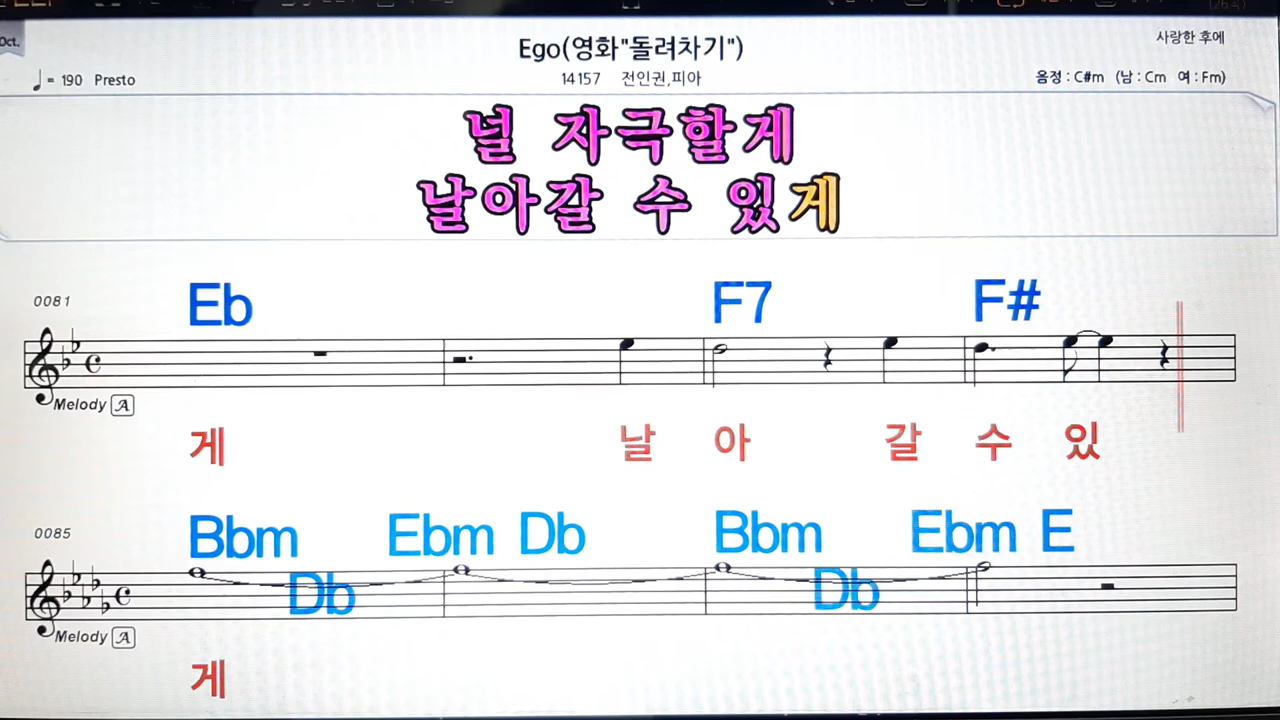 Oct.
Ego(영화"돌려차기")
사랑한 후에
♩= 190 Presto
14157 전인권,피아
음정 : C#m (남 : Cm 여 : Fm)
널 자극할게
날아갈 수 있게
0081
Eb F7 F#
Melody A
게 날 아 갈 수 있
0085
Bbm Ebm Db Bbm Ebm E
Db Db
Melody A
게